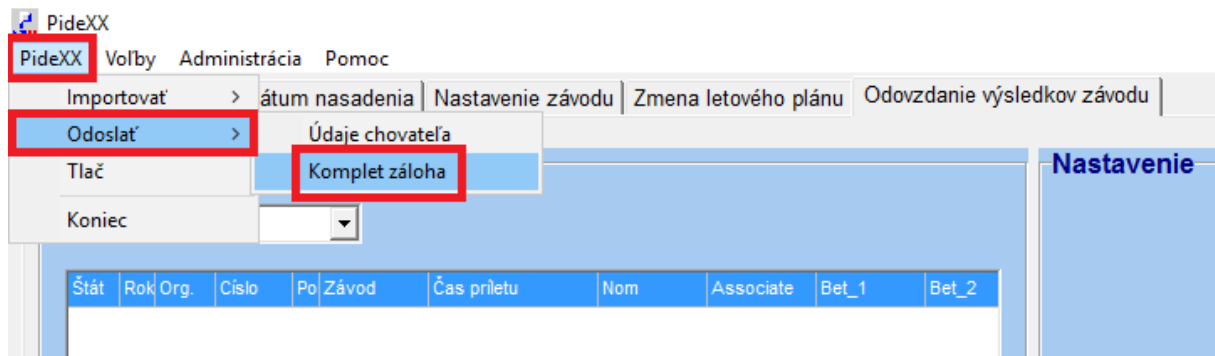 PideXX
PideXX Voľby Administrácia Pomoc
Importovať > átum nasadenia Nastavenie závodu Zmena letového plánu Odovzdanie výsledkov závodu
Odoslať > Údaje chovateľa
Tlač Komplet záloha Nastavenie
Koniec
Štát Rok Org. Číslo Po Závod Čas príletu Nom Associate Bet_1 Bet_2